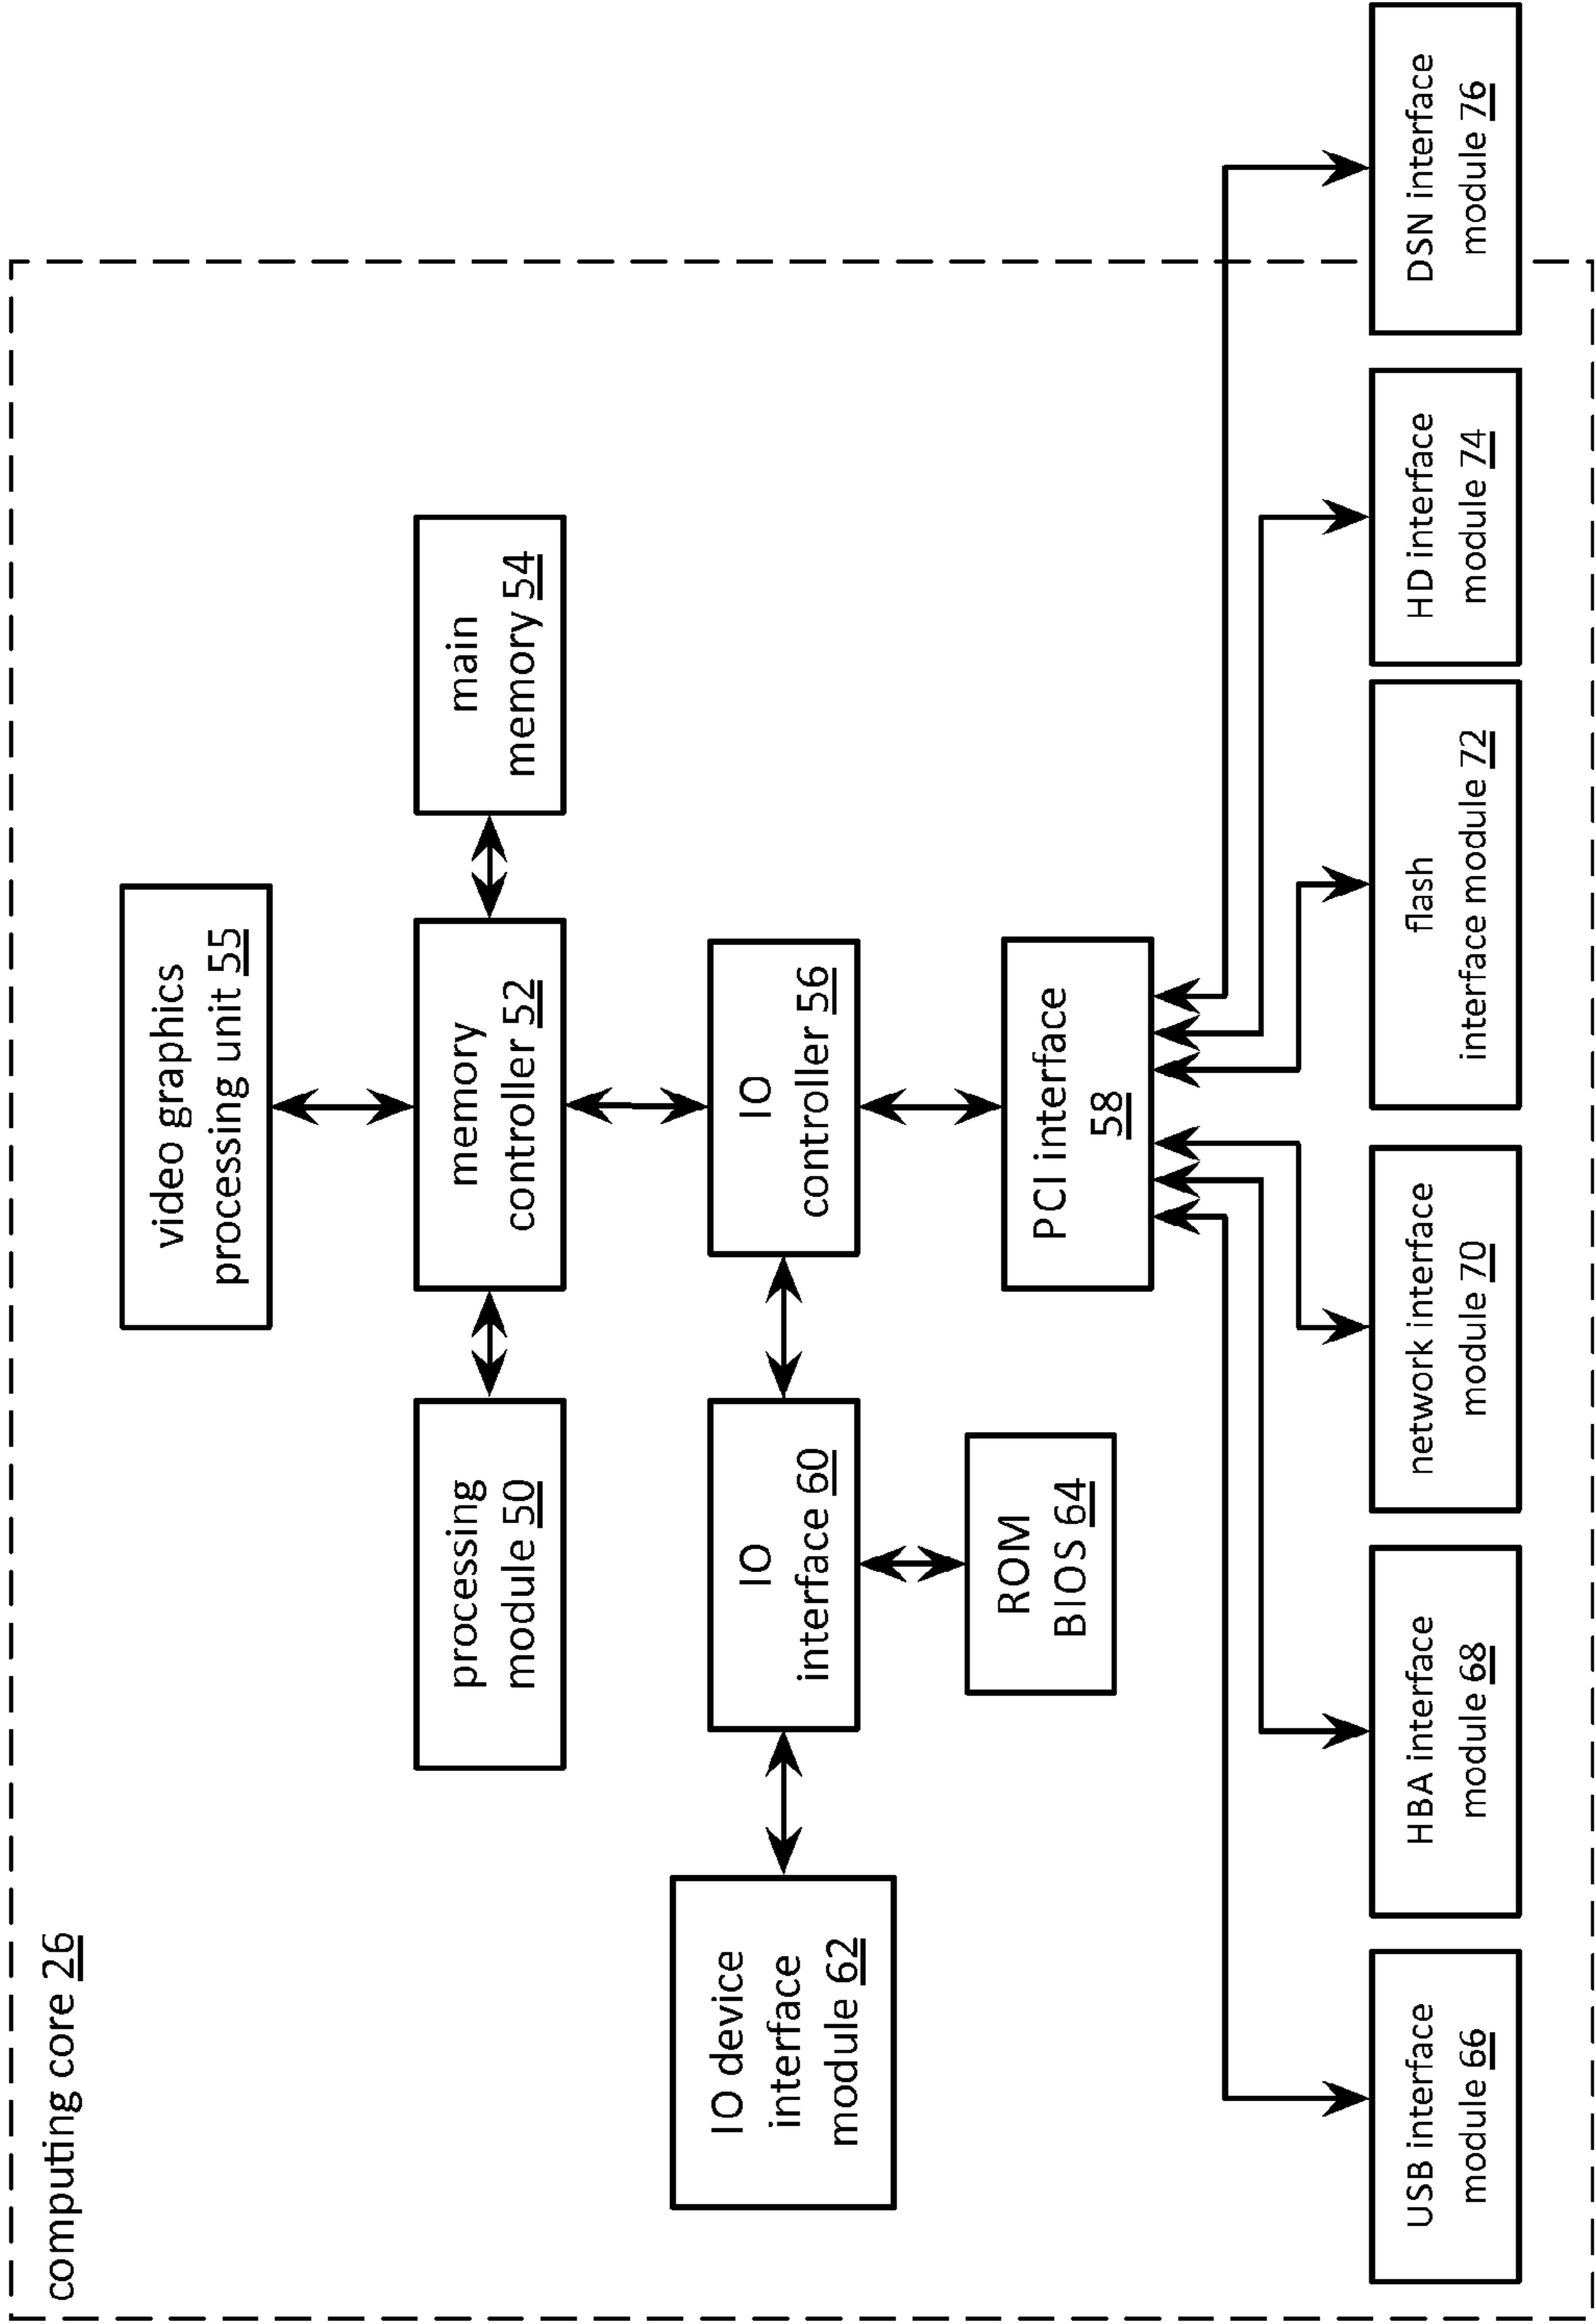 computing core 26
video graphics
processing unit 55
processing
module 50
memory
controller 52
main
memory 54
IO device
interface
module 62
IO
interface 60
IO
controller 56
ROM
BIOS 64
PCI interface
58
USB interface
module 66
HBA interface
module 68
network interface
module 70
flash
interface module 72
HD interface
module 74
DSN interface
module 76